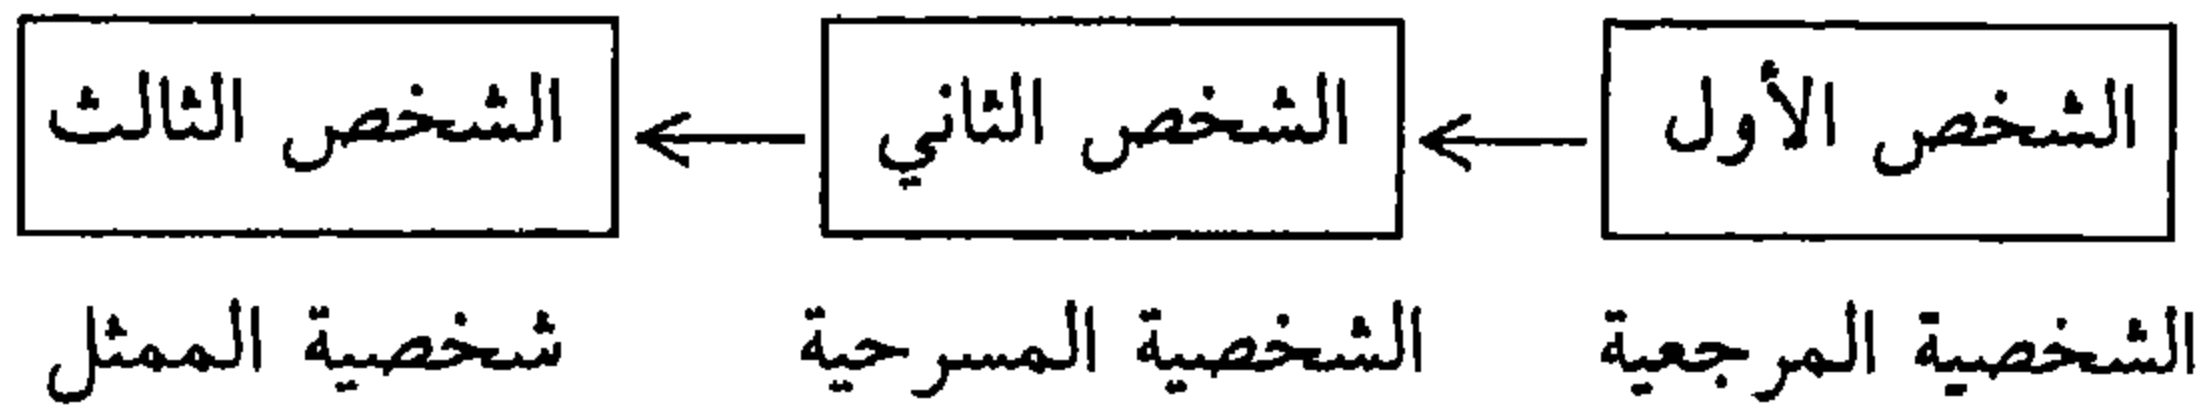 الشخص الأول ← الشخص الثاني ← الشخص الثالث
الشخصية المرجعية الشخصية المسرحية شخصية الممثل